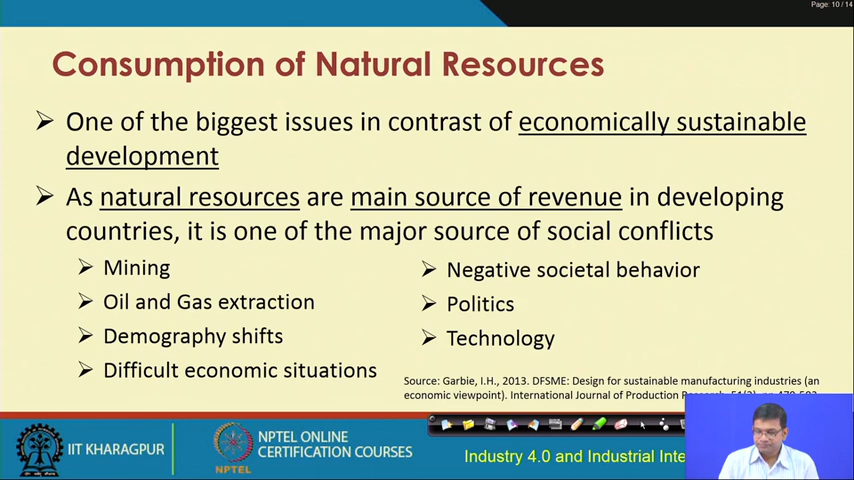 Page: 10 / 14
Consumption of Natural Resources
One of the biggest issues in contrast of economically sustainable
development
As natural resources are main source of revenue in developing
countries, it is one of the major source of social conflicts
Mining
Oil and Gas extraction
Demography shifts
Difficult economic situations
Negative societal behavior
Politics
Technology
Source: Garbie, I.H., 2013. DFSME: Design for sustainable manufacturing industries (an
economic viewpoint). International Journal of Production
IIT KHARAGPUR
NPTEL
NPTEL ONLINE
CERTIFICATION COURSES
Industry 4.0 and Industrial